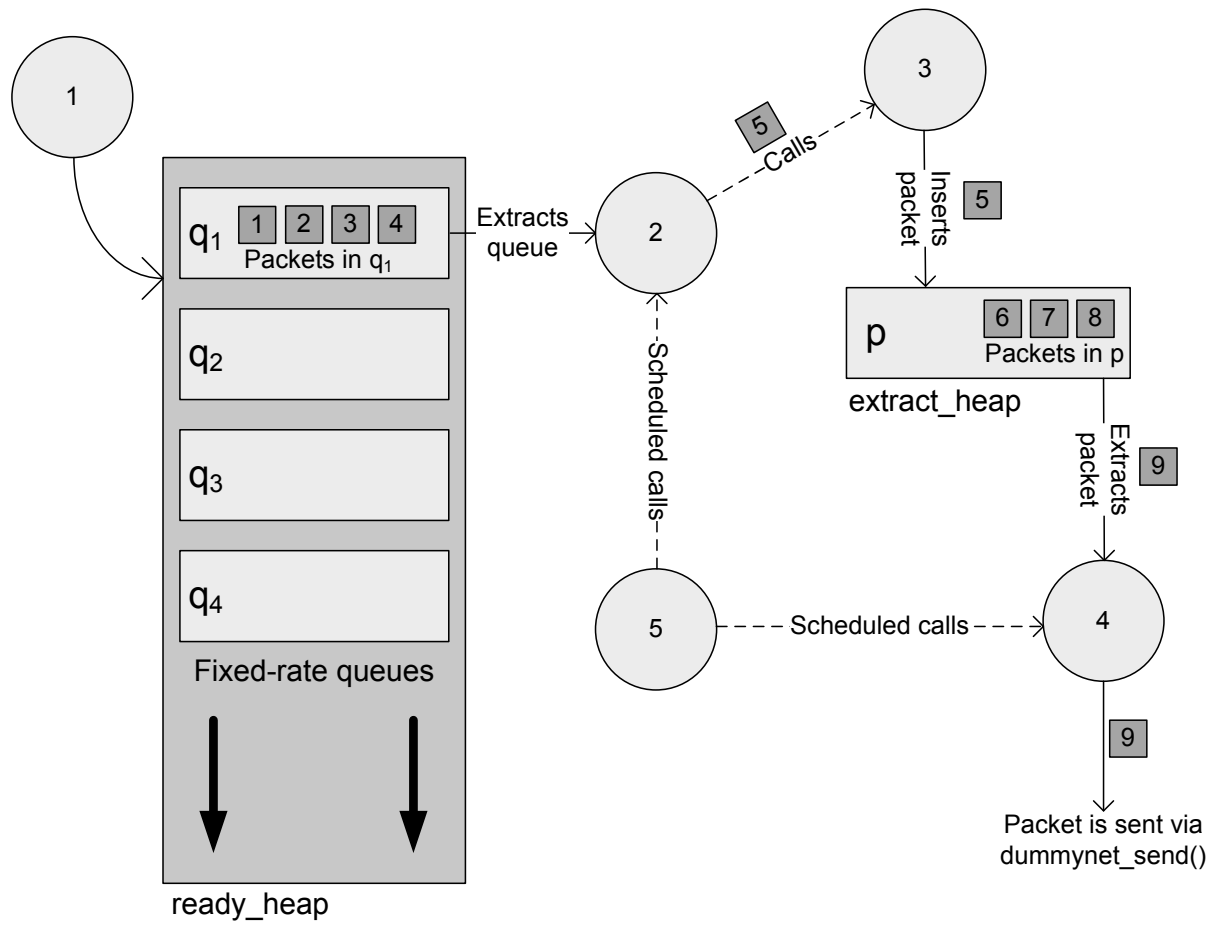 1
3
5
Calls
q1
1 2 3 4
Packets in q1
Extracts
queue
2
Inserts
packet
5
p
6 7 8
Packets in p
extract_heap
q2
Scheduled calls
q3
Extracts
packet
9
q4
5
Scheduled calls
4
Fixed-rate queues
9
Packet is sent via
dummynet_send()
ready_heap